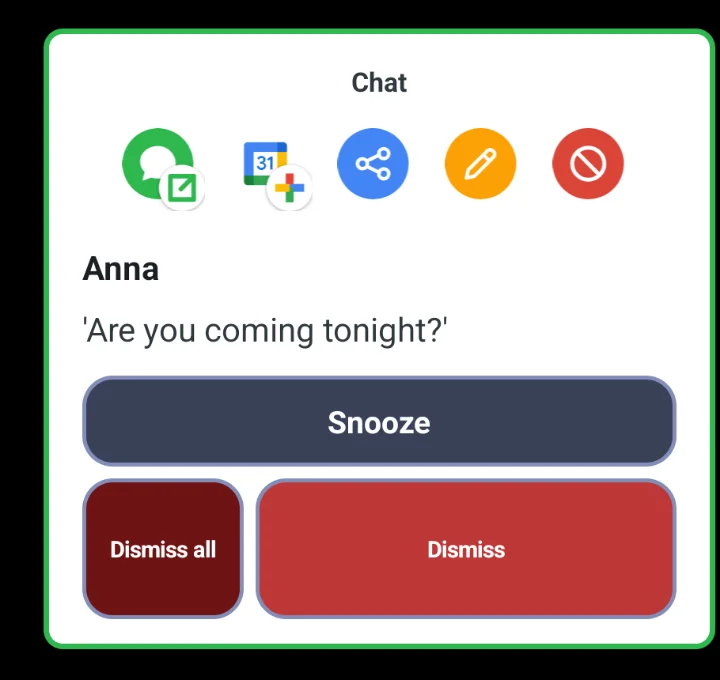 Chat
31
Anna
'Are you coming tonight?'
Snooze
Dismiss all
Dismiss